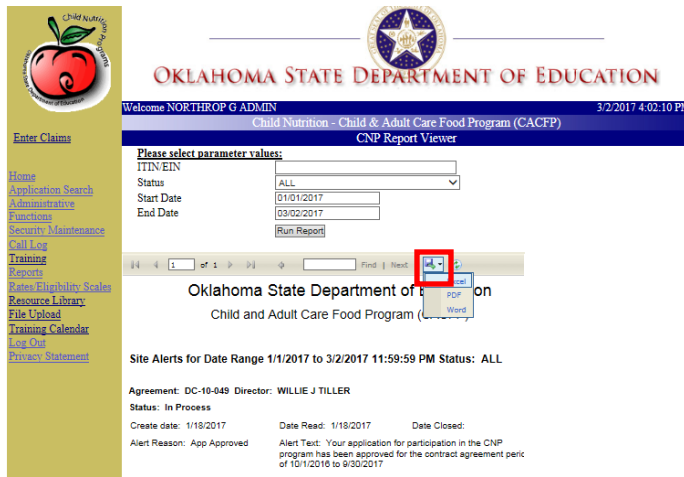 Child Nutrition Programs
OKLAHOMA STATE DEPARTMENT OF EDUCATION
Welcome NORTHROP G ADMIN 3/2/2017 4:02:10 PM
Child Nutrition - Child & Adult Care Food Program (CACFP)
CNP Report Viewer
Enter Claims
Home
Application Search
Administrative
Functions
Security Maintenance
Call Log
Training
Reports
Rates/Eligibility Scales
Resource Library
File Upload
Training Calendar
Log Out
Privacy Statement
Please select parameter values:
ITIN/EIN
Status ALL
Start Date 01/01/2017
End Date 03/02/2017
Run Report
1 of 1 Find | Next
Excel
PDF
Word
Oklahoma State Department of on
Child and Adult Care Food Program (
Site Alerts for Date Range 1/1/2017 to 3/2/2017 11:59:59 PM Status: ALL
Agreement: DC-10-049 Director: WILLIE J TILLER
Status: In Process
Create date: 1/18/2017 Date Read: 1/18/2017 Date Closed:
Alert Reason: App Approved Alert Text: Your application for participation in the CNP
program has been approved for the contract agreement peric
of 10/1/2016 to 9/30/2017